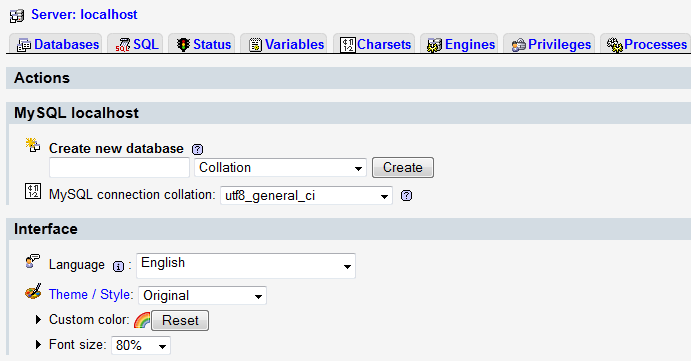 Server: localhost
Databases SQL Status Variables Charsets Engines Privileges Processes
Actions
MySQL localhost
Create new database
Collation Create
MySQL connection collation: utf8_general_ci
Interface
Language : English
Theme / Style: Original
Custom color: Reset
Font size: 80%